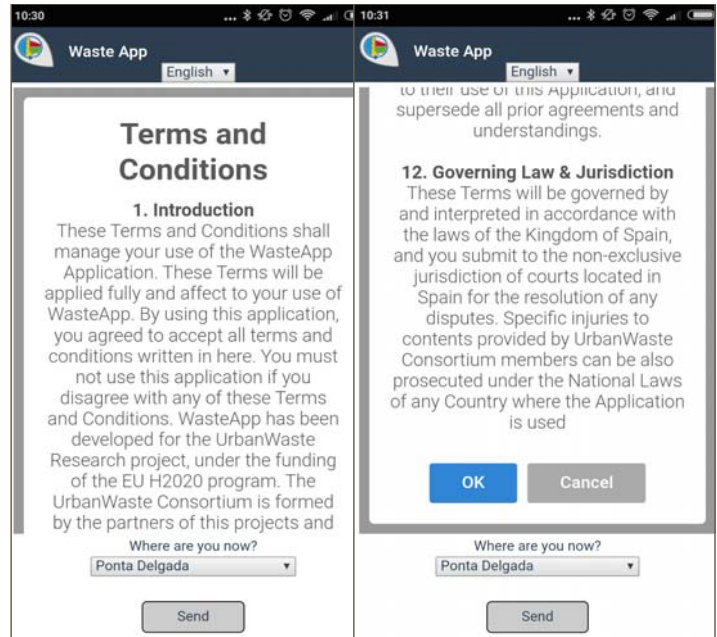 10:30
Waste App
English
Terms and
Conditions
1. Introduction
These Terms and Conditions shall
manage your use of the WasteApp
Application. These Terms will be
applied fully and affect to your use of
WasteApp. By using this application,
you agreed to accept all terms and
conditions written in here. You must
not use this application if you
disagree with any of these Terms
and Conditions. WasteApp has been
developed for the UrbanWaste
Research project, under the funding
of the EU H2020 program. The
UrbanWaste Consortium is formed
by the partners of this projects and
Where are you now?
Ponta Delgada
Send
10:31
Waste App
English
to their use of this Application, and
supersede all prior agreements and
understandings.
12. Governing Law & Jurisdiction
These Terms will be governed by
and interpreted in accordance with
the laws of the Kingdom of Spain,
and you submit to the non-exclusive
jurisdiction of courts located in
Spain for the resolution of any
disputes. Specific injuries to
contents provided by UrbanWaste
Consortium members can be also
prosecuted under the National Laws
of any Country where the Application
is used
OK Cancel
Where are you now?
Ponta Delgada
Send